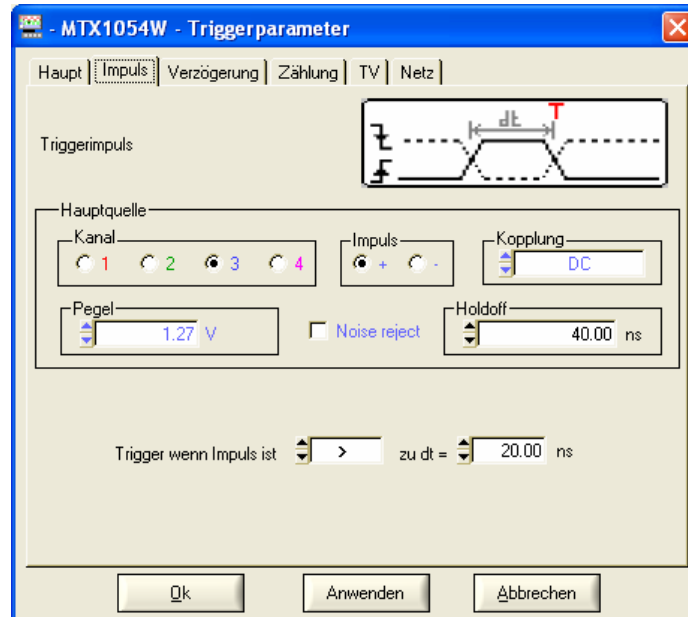 - MTX1054W - Triggerparameter
Haupt Impuls Verzögerung Zählung TV Netz
dt T
Triggerimpuls
Hauptquelle
Kanal Impuls Kopplung
1 2 3 4 + - DC
Pegel Holdoff
1.27 V Noise reject 40.00 ns
Trigger wenn Impuls ist > zu dt = 20.00 ns
Ok Anwenden Abbrechen